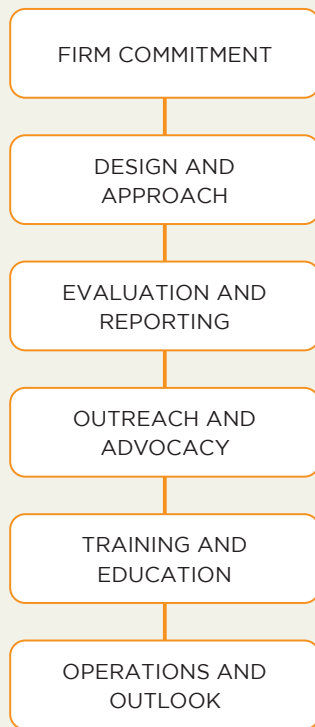 FIRM COMMITMENT
DESIGN AND
APPROACH
EVALUATION AND
REPORTING
OUTREACH AND
ADVOCACY
TRAINING AND
EDUCATION
OPERATIONS AND
OUTLOOK